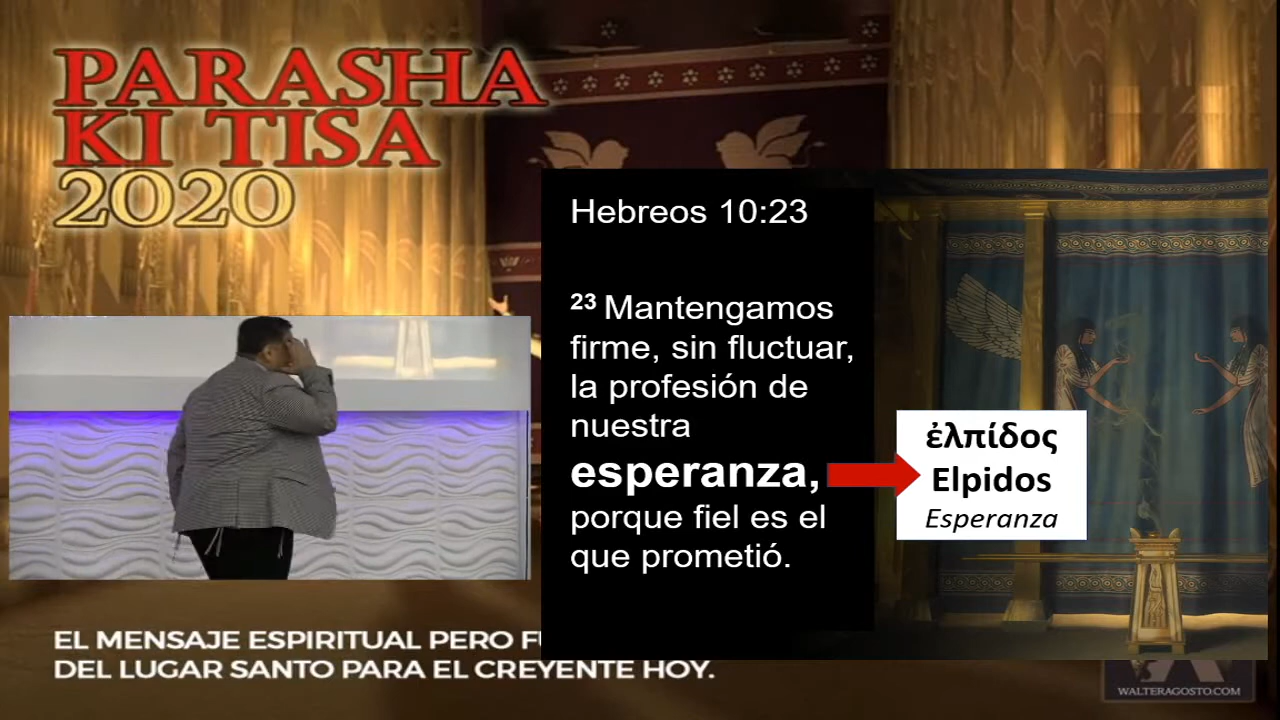 PARASHA
KI TISA
2020
Hebreos 10:23
23 Mantengamos
firme, sin fluctuar,
la profesión de
nuestra
esperanza,
porque fiel es el
que prometió.
ἐλπίδος
Elpidos
Esperanza
EL MENSAJE ESPIRITUAL PERO
DEL LUGAR SANTO PARA EL CREYENTE HOY.
WALTERAGOSTO.COM